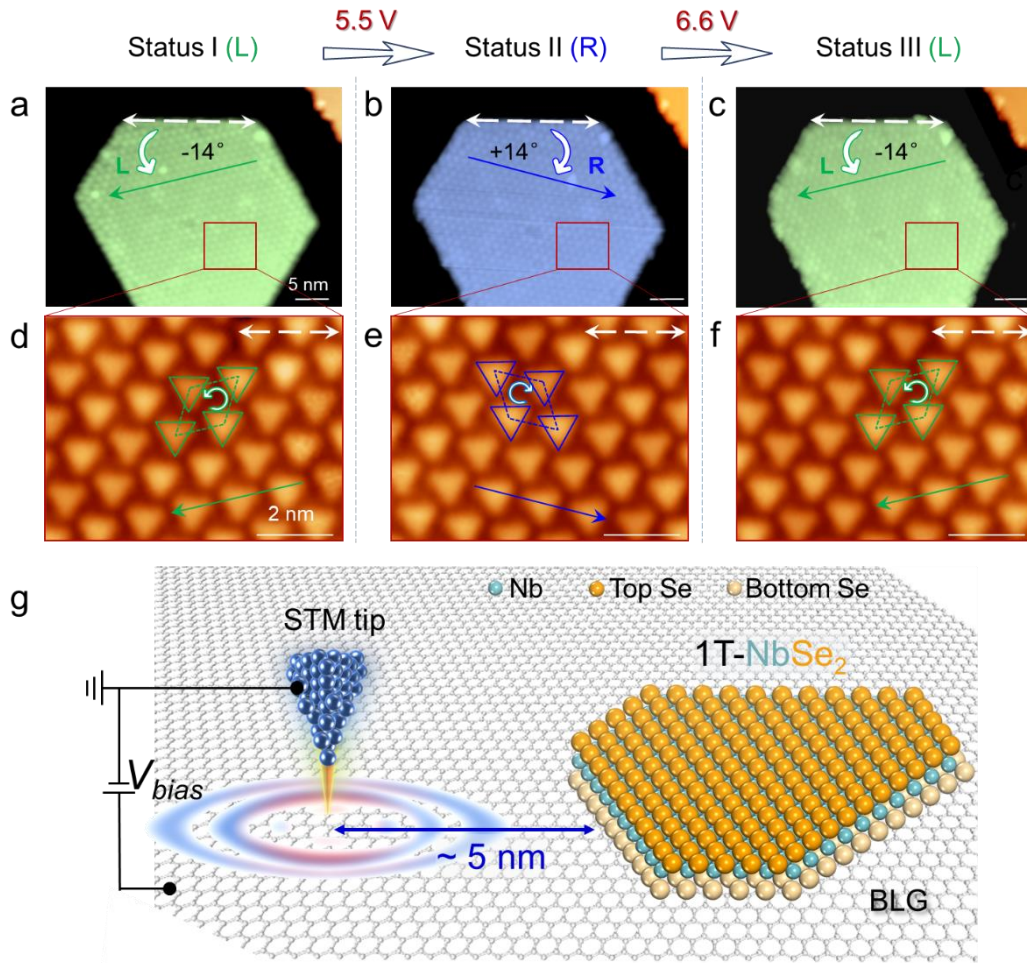 5.5 V
6.6 V
Status I (L)
Status II (R)
Status III (L)
a
b
c
L
-14°
+14°
R
L
-14°
c
5 nm
d
e
f
2 nm
g
Nb
Top Se
Bottom Se
STM tip
1T-NbSe₂
Vbias
~ 5 nm
BLG